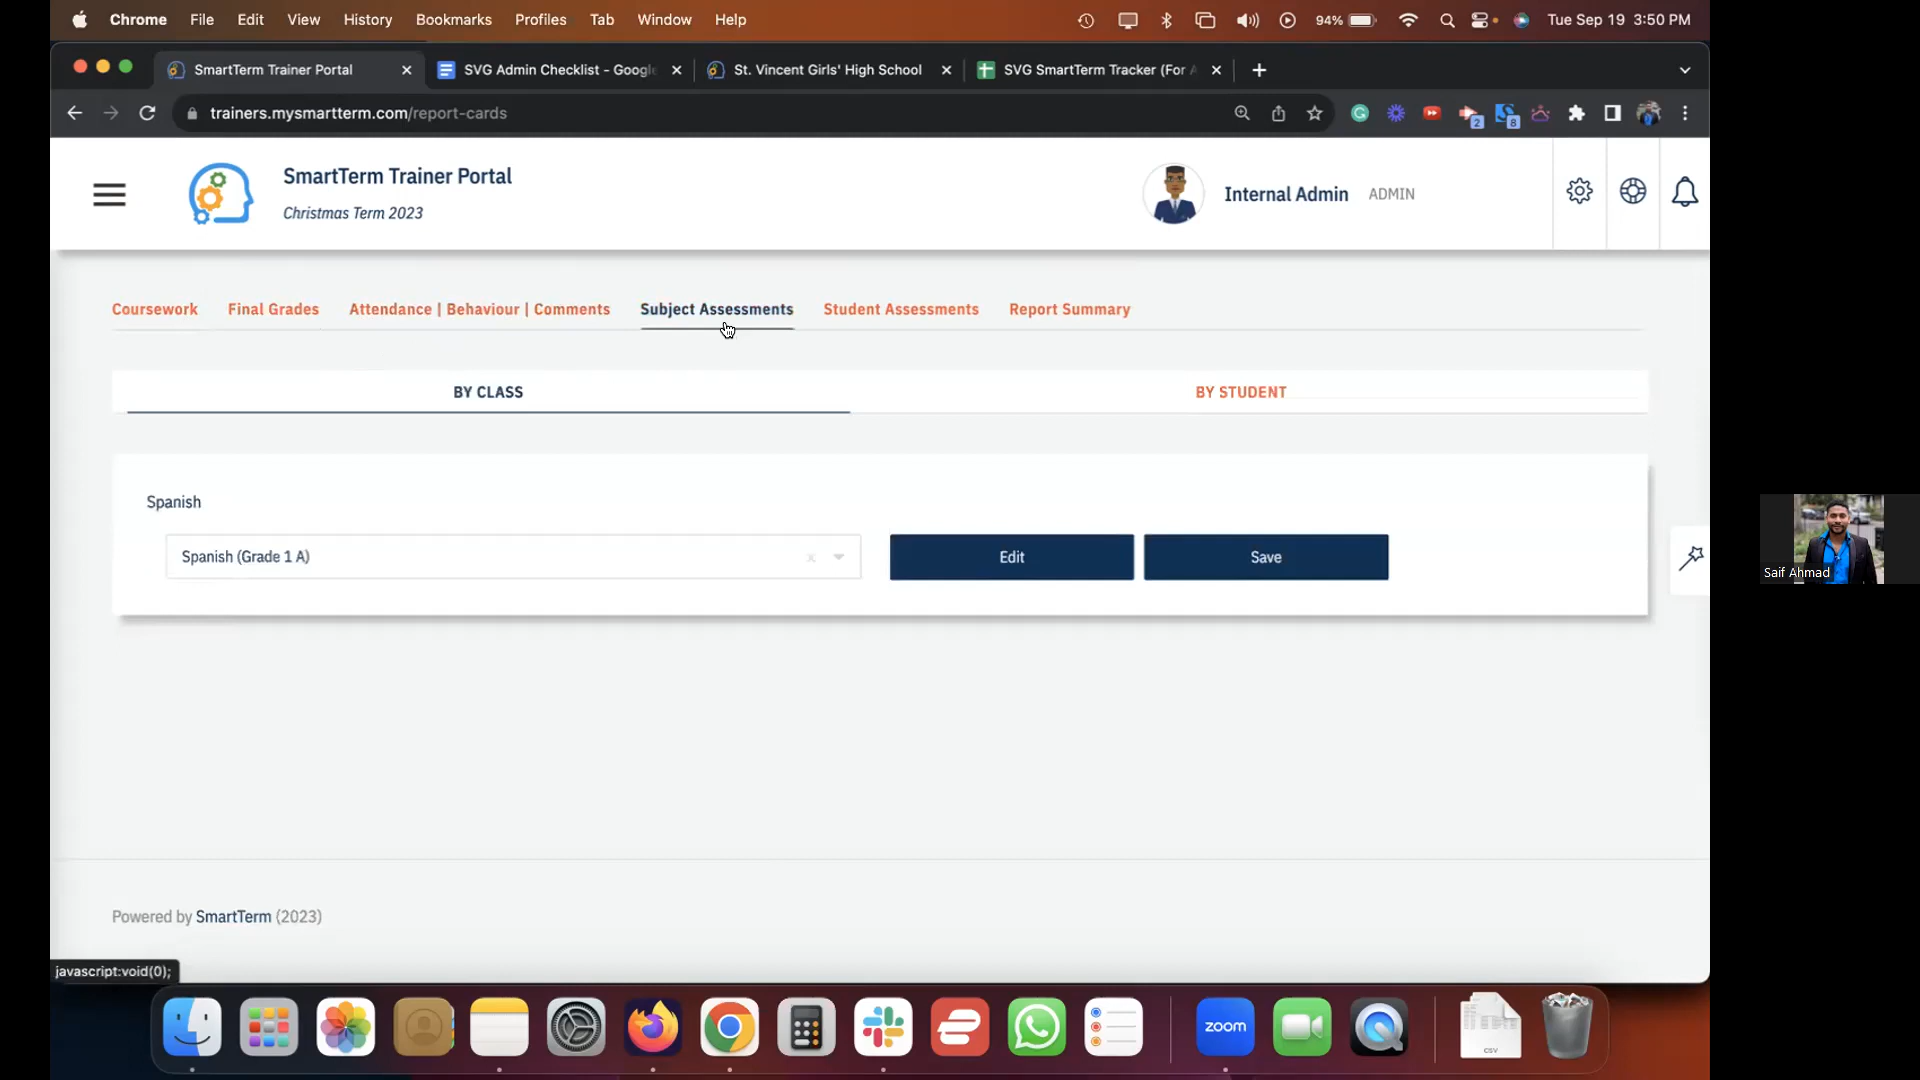 Chrome File Edit View History Bookmarks Profiles Tab Window Help 94% Tue Sep 19 3:50 PM
SmartTerm Trainer Portal SVG Admin Checklist - Google St. Vincent Girls' High School SVG SmartTerm Tracker (For A
trainers.mysmartterm.com/report-cards
2
8
SmartTerm Trainer Portal
Christmas Term 2023
Internal Admin ADMIN
Coursework Final Grades Attendance | Behaviour | Comments Subject Assessments Student Assessments Report Summary
BY CLASS BY STUDENT
Spanish
Spanish (Grade 1 A) x Edit Save
Saif Ahmad
Powered by SmartTerm (2023)
javascript:void(0);
zoom
CSV